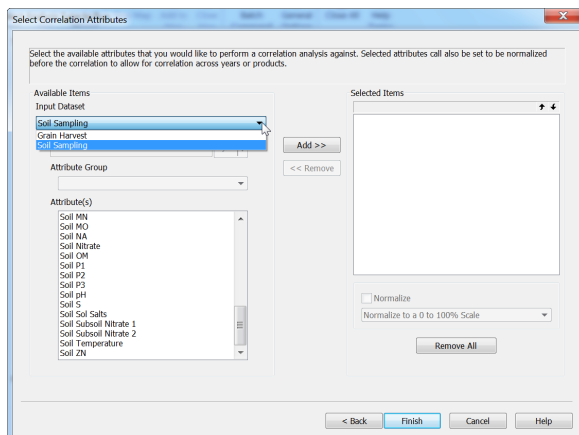 Select Correlation Attributes
Select the available attributes that you would like to perform a correlation analysis against. Selected attributes call also be set to be normalized
before the correlation to allow for correlation across years or products.
Available Items
Selected Items
Input Dataset
Soil Sampling
Grain Harvest
Soil Sampling
Add >>
<< Remove
Attribute Group
Attribute(s)
Soil MN
Soil MO
Soil NA
Soil Nitrate
Soil OM
Soil P1
Soil P2
Soil P3
Soil pH
Soil S
Soil Sol Salts
Soil Subsoil Nitrate 1
Soil Subsoil Nitrate 2
Soil Temperature
Soil ZN
Normalize
Normalize to a 0 to 100% Scale
Remove All
< Back
Finish
Cancel
Help